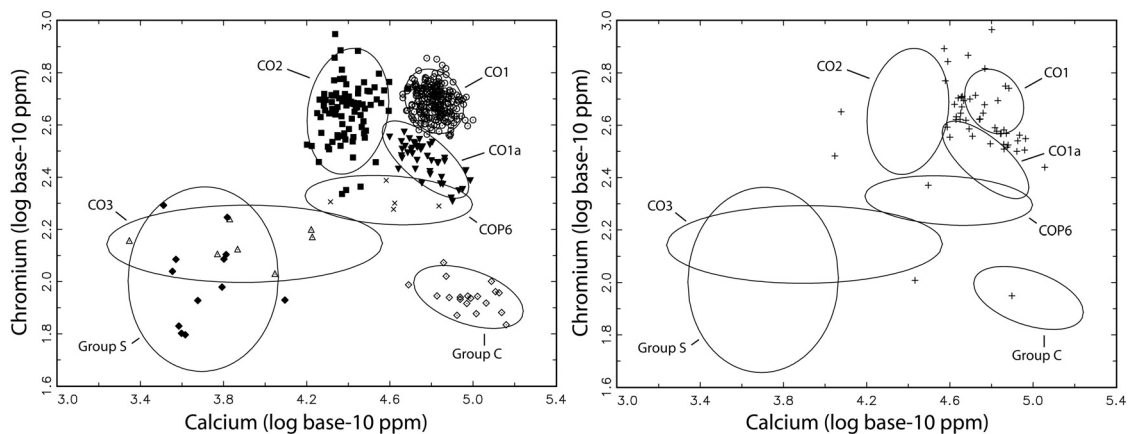 3.0
2.8
2.6
2.4
2.2
2.0
1.8
1.6
Chromium (log base-10 ppm)
CO2
CO1
CO1a
CO3
COP6
Group S
Group C
3.0 3.4 3.8 4.2 4.6 5.0 5.4
Calcium (log base-10 ppm)
3.0
2.8
2.6
2.4
2.2
2.0
1.8
1.6
Chromium (log base-10 ppm)
CO2
CO1
CO1a
CO3
COP6
Group S
Group C
3.0 3.4 3.8 4.2 4.6 5.0 5.4
Calcium (log base-10 ppm)